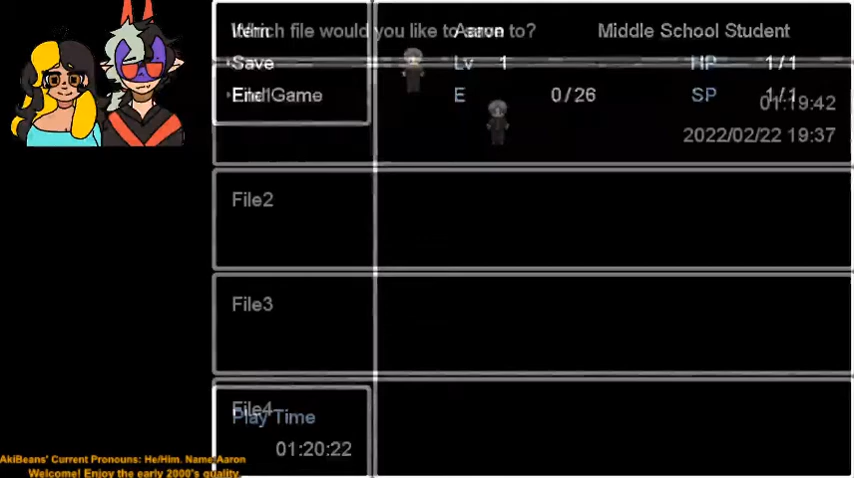 Which file would you like to save to?
Item
Aaron
Middle School Student
Save
Lv 1
HP 1/1
File1
End Game
E 0/26
SP 1/1
01:19:42
2022/02/22 19:37
File2
File3
File4
Play Time
01:20:22
AkiBeans' Current Pronouns: He/Him. Name:Aaron
Welcome! Enjoy the early 2000's quality.